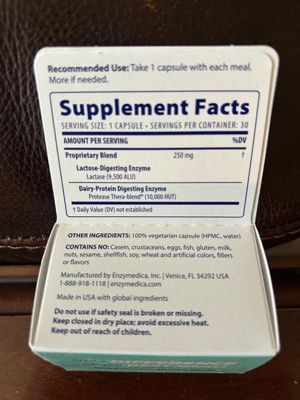 Recommended Use: Take 1 capsule with each meal.
More if needed.
Supplement Facts
SERVING SIZE: 1 CAPSULE • SERVINGS PER CONTAINER: 30
AMOUNT PER SERVING %DV
Proprietary Blend 250 mg †
Lactose-Digesting Enzyme
Lactase (9,500 ALU)
Dairy-Protein Digesting Enzyme
Protease Thera-blend® (10,000 HUT)
† Daily Value (DV) not established
OTHER INGREDIENTS: 100% vegetarian capsule (HPMC, water)
CONTAINS NO: Casein, crustaceans, eggs, fish, gluten, milk,
nuts, sesame, shellfish, soy, wheat and artificial colors, fillers
or flavors
Manufactured by Enzymedica, Inc. | Venice, FL 34292 USA
1-888-918-1118 | enzymedica.com
Made in USA with global ingredients
Do not use if safety seal is broken or missing.
Keep closed in dry place; avoid excessive heat.
Keep out of reach of children.